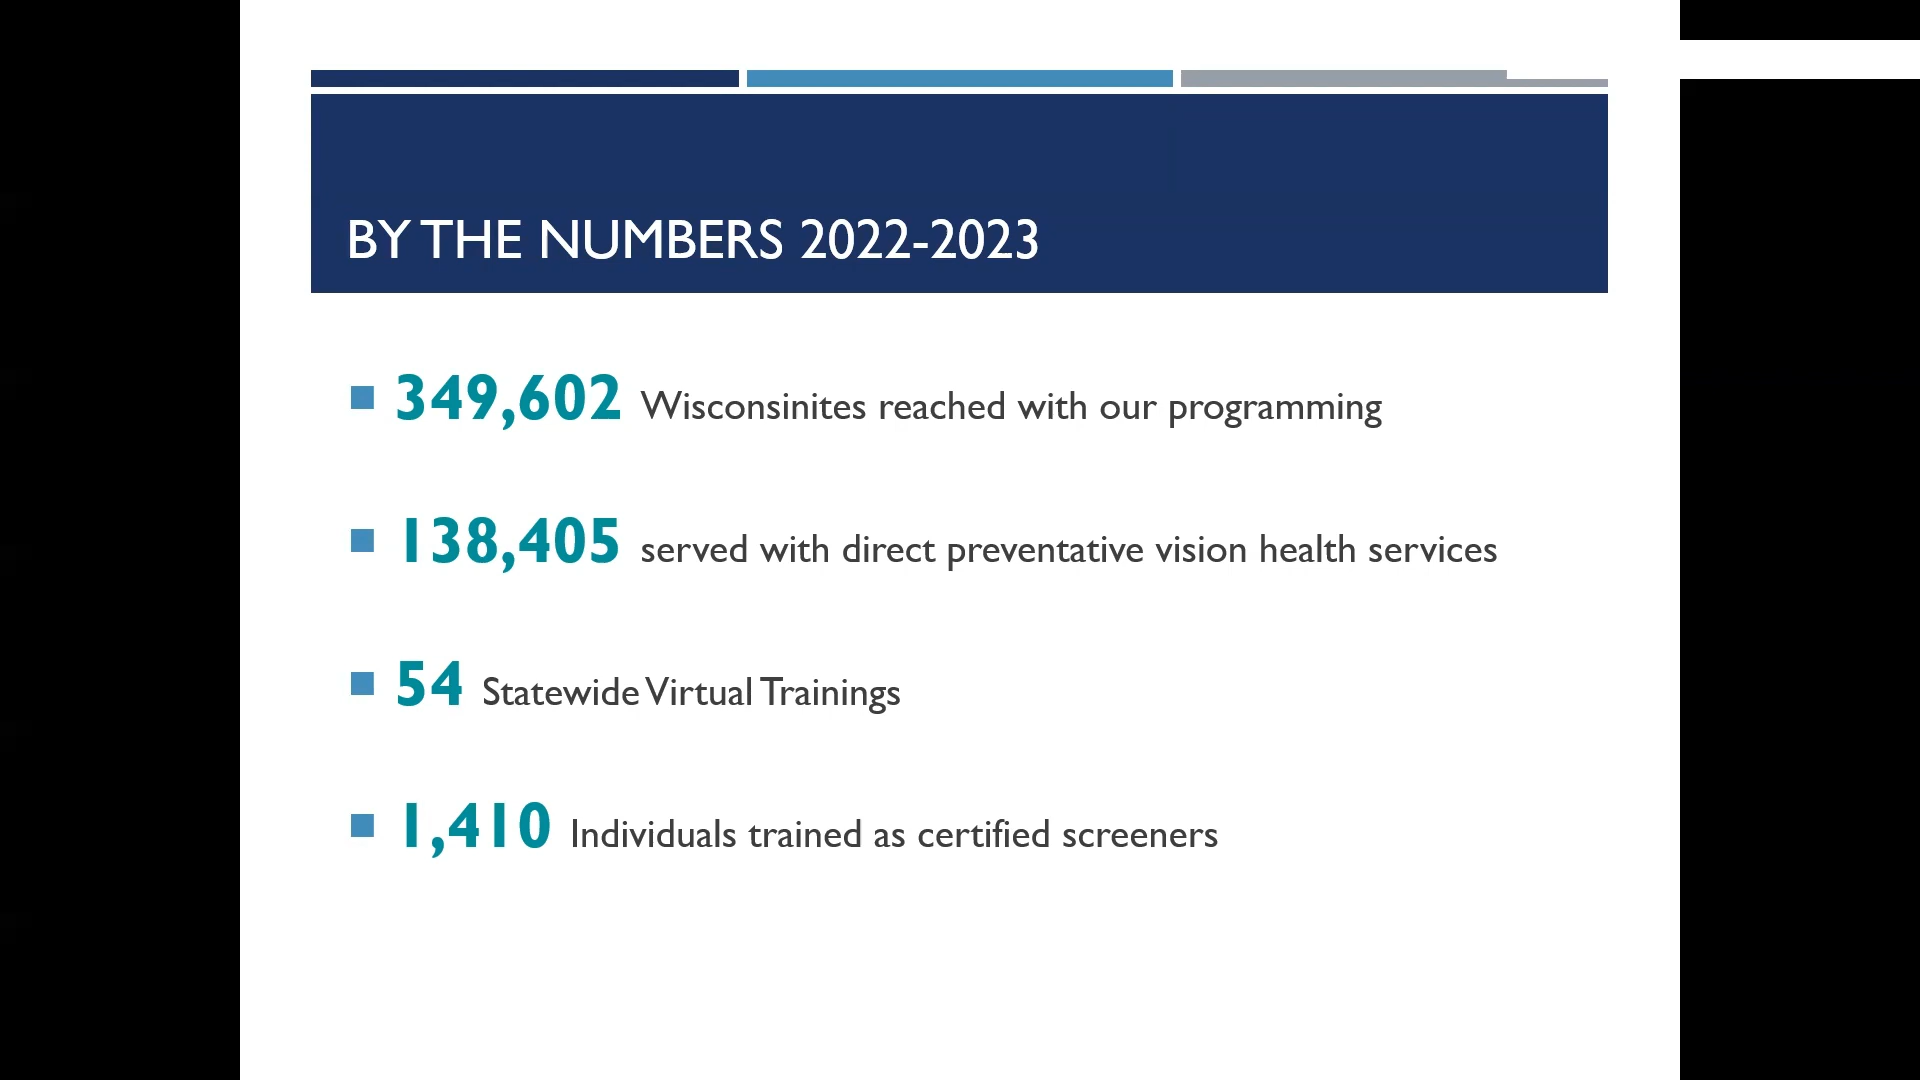 BY THE NUMBERS 2022-2023
349,602 Wisconsinites reached with our programming
138,405 served with direct preventative vision health services
54 Statewide Virtual Trainings
1,410 Individuals trained as certified screeners